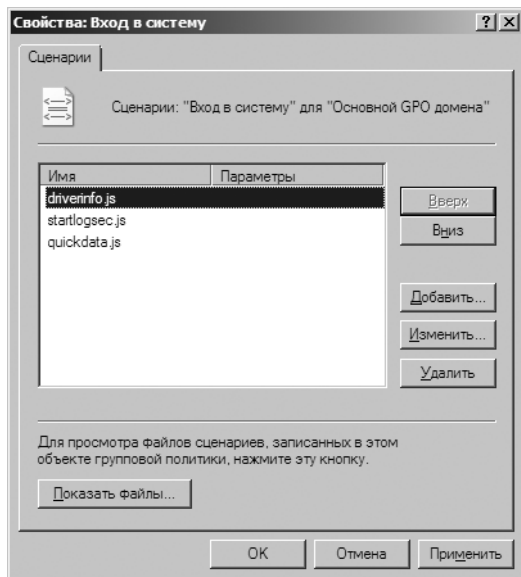 Свойства: Вход в систему
Сценарии
Сценарии: "Вход в систему" для "Основной GPO домена"
Имя Параметры
driverinfo.js
startlogsec.js
quickdata.js
Вверх
Вниз
Добавить...
Изменить...
Удалить
Для просмотра файлов сценариев, записанных в этом
объекте групповой политики, нажмите эту кнопку.
Показать файлы...
OK Отмена Применить